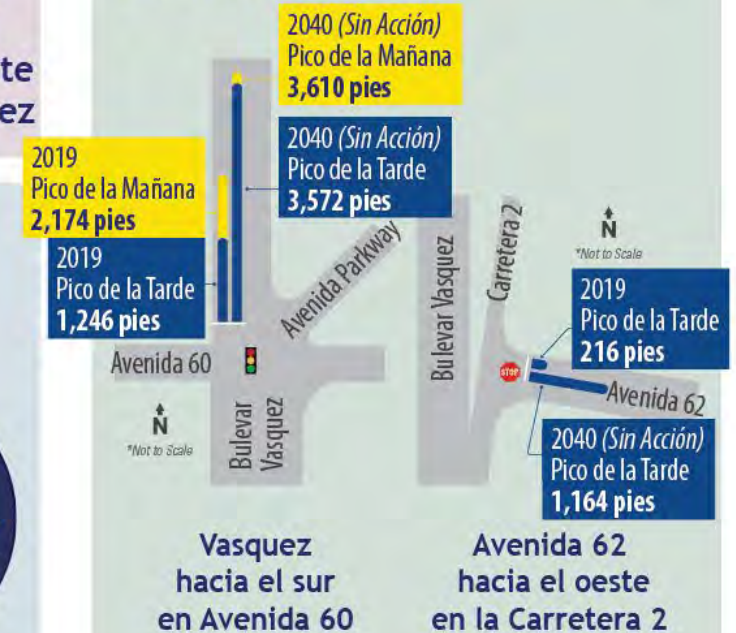 te
ez
2040 (Sin Acción)
Pico de la Mañana
3,610 pies
2040 (Sin Acción)
Pico de la Tarde
3,572 pies
2019
Pico de la Mañana
2,174 pies
2019
Pico de la Tarde
1,246 pies
Avenida Parkway
Avenida 60
Bulevar
Vasquez
N
*Not to Scale
Vasquez
hacia el sur
en Avenida 60
Bulevar Vasquez
Carretera 2
N
*Not to Scale
2019
Pico de la Tarde
216 pies
STOP
Avenida 62
2040 (Sin Acción)
Pico de la Tarde
1,164 pies
Avenida 62
hacia el oeste
en la Carretera 2